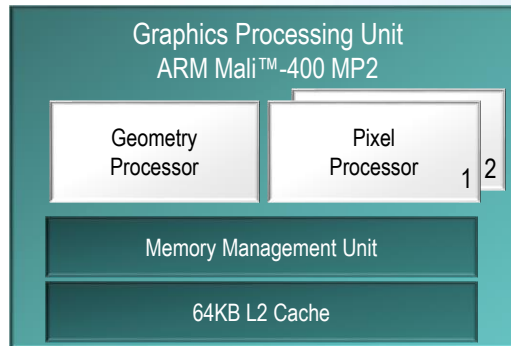 Graphics Processing Unit
ARM Mali™-400 MP2
Geometry
Processor
Pixel
Processor
1
2
Memory Management Unit
64KB L2 Cache